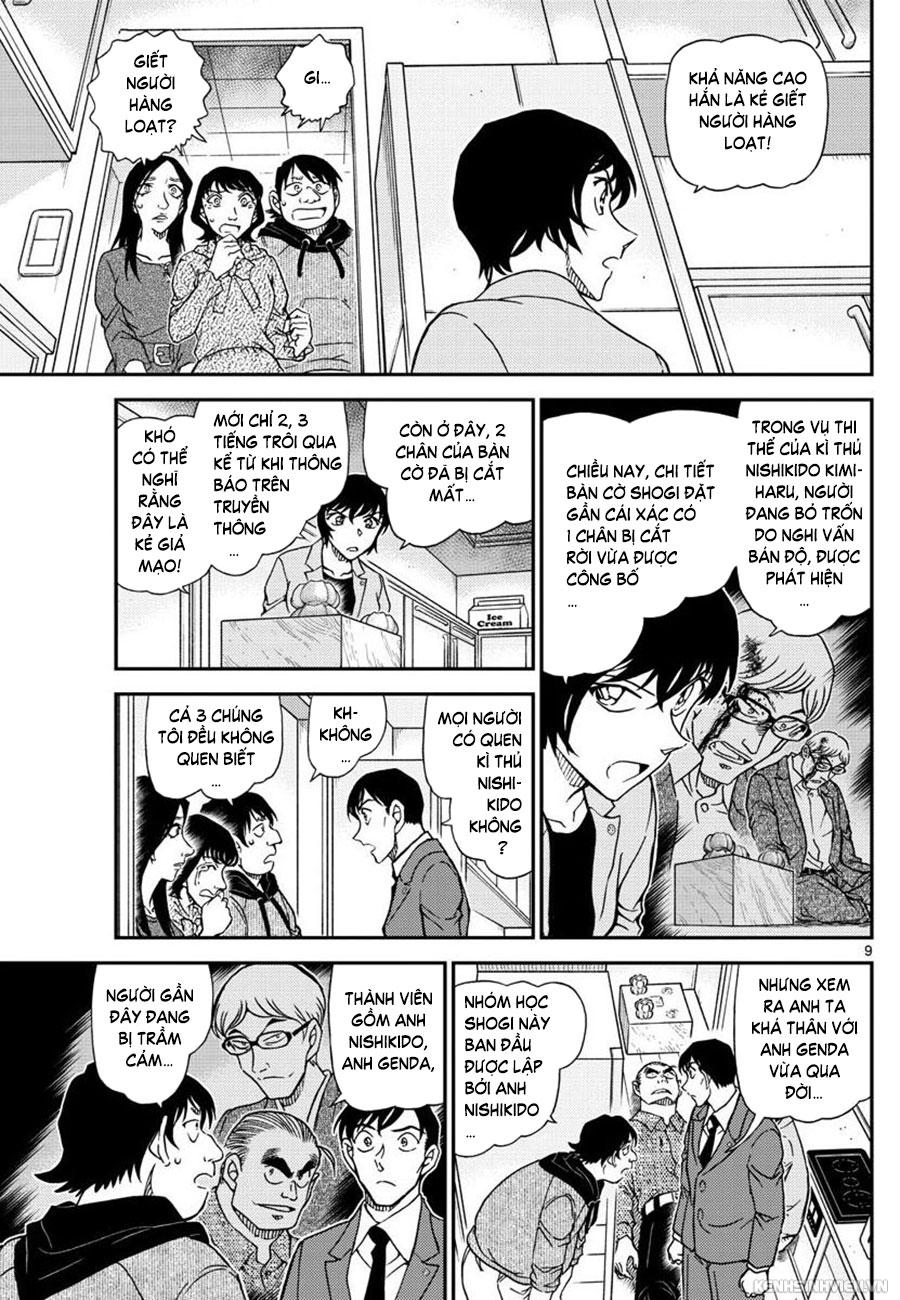 KHẢ NĂNG CAO
HẮN LÀ KẺ GIẾT
NGƯỜI HÀNG
LOẠT!
GI...
GIẾT
NGƯỜI
HÀNG
LOẠT?
TRONG VỤ THI
THỂ CỦA KÌ THỦ
NISHIKIDO KIMI-
HARU, NGƯỜI
ĐANG BỎ TRỐN
DO NGHI VẤN
BÁN ĐỘ, ĐƯỢC
PHÁT HIỆN
...
CHIỀU NAY, CHI TIẾT
BÀN CỜ SHOGI ĐẶT
GẦN CÁI XÁC CÓ
1 CHÂN BỊ CẮT
RỜI VỪA ĐƯỢC
CÔNG BỐ
...
CÒN Ở ĐÂY, 2
CHÂN CỦA BÀN
CỜ ĐÃ BỊ CẮT
MẤT...
MỚI CHỈ 2, 3
TIẾNG TRÔI QUA
KỂ TỪ KHI THÔNG
BÁO TRÊN
TRUYỀN
THÔNG
...
KHÓ
CÓ THỂ
NGHĨ
RẰNG
ĐÂY LÀ
KẺ GIẢ
MẠO!
Ice
Cream
MỌI NGƯỜI
CÓ QUEN
KÌ THỦ
NISHI-
KIDO
KHÔNG
?
KH-
KHÔNG
...
CẢ 3 CHÚNG
TÔI ĐỀU KHÔNG
QUEN BIẾT
...
9
NHƯNG XEM
RA ANH TA
KHÁ THÂN VỚI
ANH GENDA
VỪA QUA
ĐỜI...
NHÓM HỌC
SHOGI NÀY
BAN ĐẦU
ĐƯỢC LẬP
BỞI ANH
NISHIKIDO
...
THÀNH VIÊN
GỒM ANH
NISHIKIDO,
ANH GENDA,
NGƯỜI GẦN
ĐÂY ĐANG
BỊ TRẦM
CẢM...
KENHSINHVIEN.VN